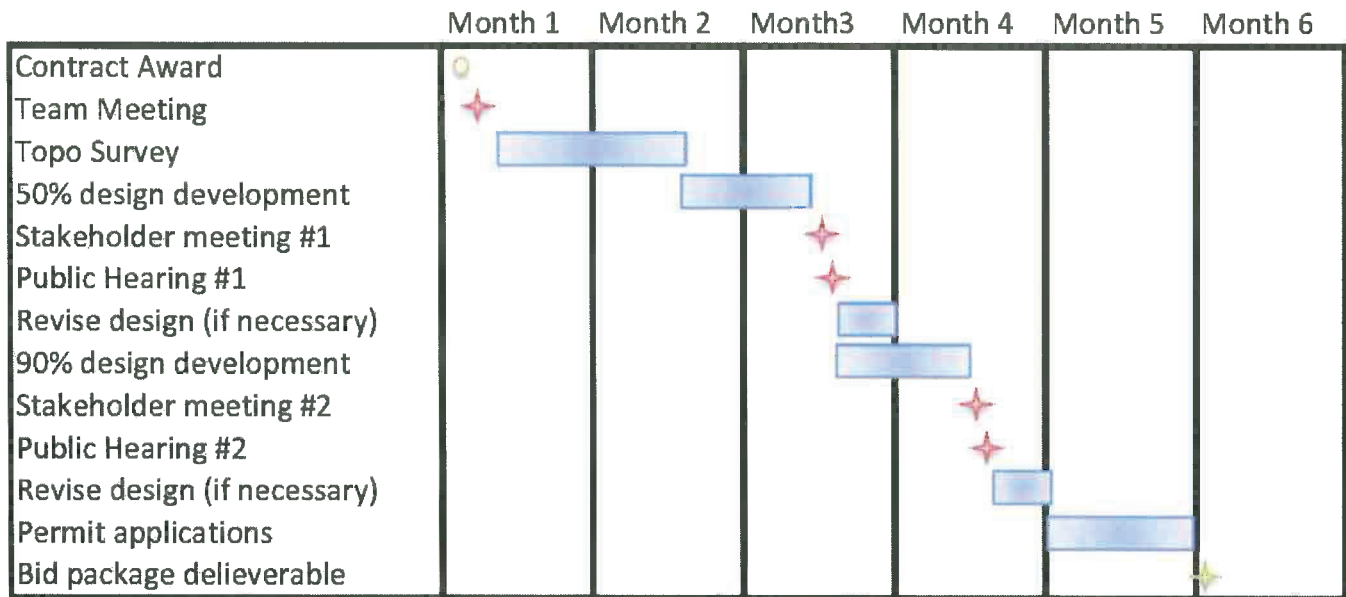 Month 1 Month 2 Month3 Month 4 Month 5 Month 6
Contract Award
Team Meeting
Topo Survey
50% design development
Stakeholder meeting #1
Public Hearing #1
Revise design (if necessary)
90% design development
Stakeholder meeting #2
Public Hearing #2
Revise design (if necessary)
Permit applications
Bid package delieverable